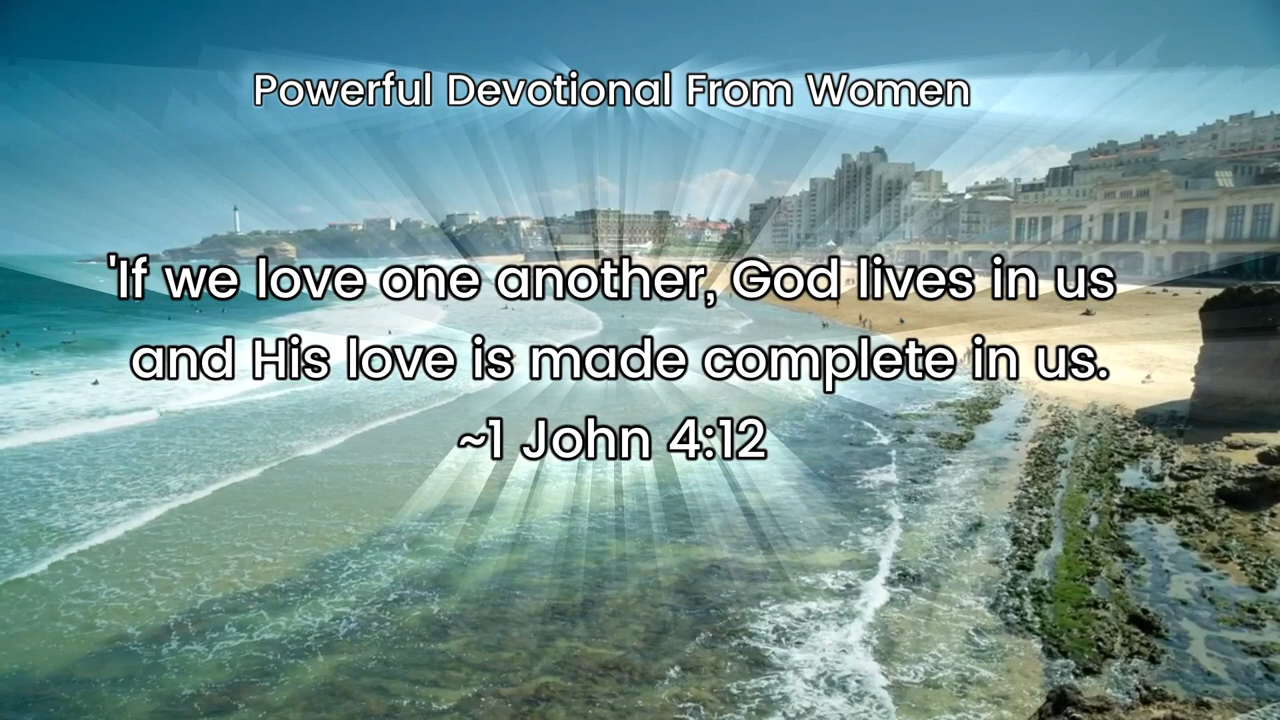 Powerful Devotional From Women
'If we love one another, God lives in us
and His love is made complete in us.
~1 John 4:12